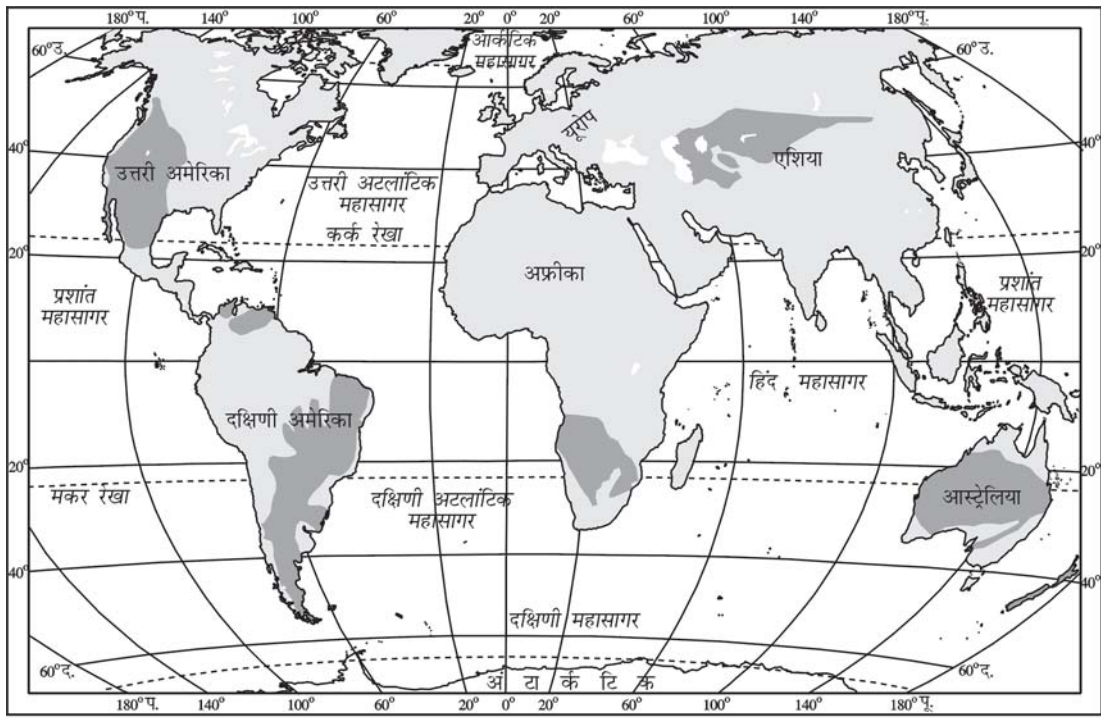 180°प. 140° 100° 60° 20° 0° 20° 60° 100° 140° 180°पू.
60°उ. आर्कटिक महासागर 60°उ.
यूरोप
40° उत्तरी अमेरिका एशिया 40°
उत्तरी अटलांटिक
महासागर
कर्क रेखा
20° 20°
अफ्रीका
प्रशांत
महासागर
प्रशांत
महासागर
हिंद महासागर
दक्षिणी अमेरिका
20° 20°
मकर रेखा
दक्षिणी अटलांटिक
महासागर
आस्ट्रेलिया
40° 40°
दक्षिणी महासागर
60°द. 60°द.
अंटार्कटिक
180°प. 140° 100° 60° 20° 0° 20° 60° 100° 140° 180°पू.